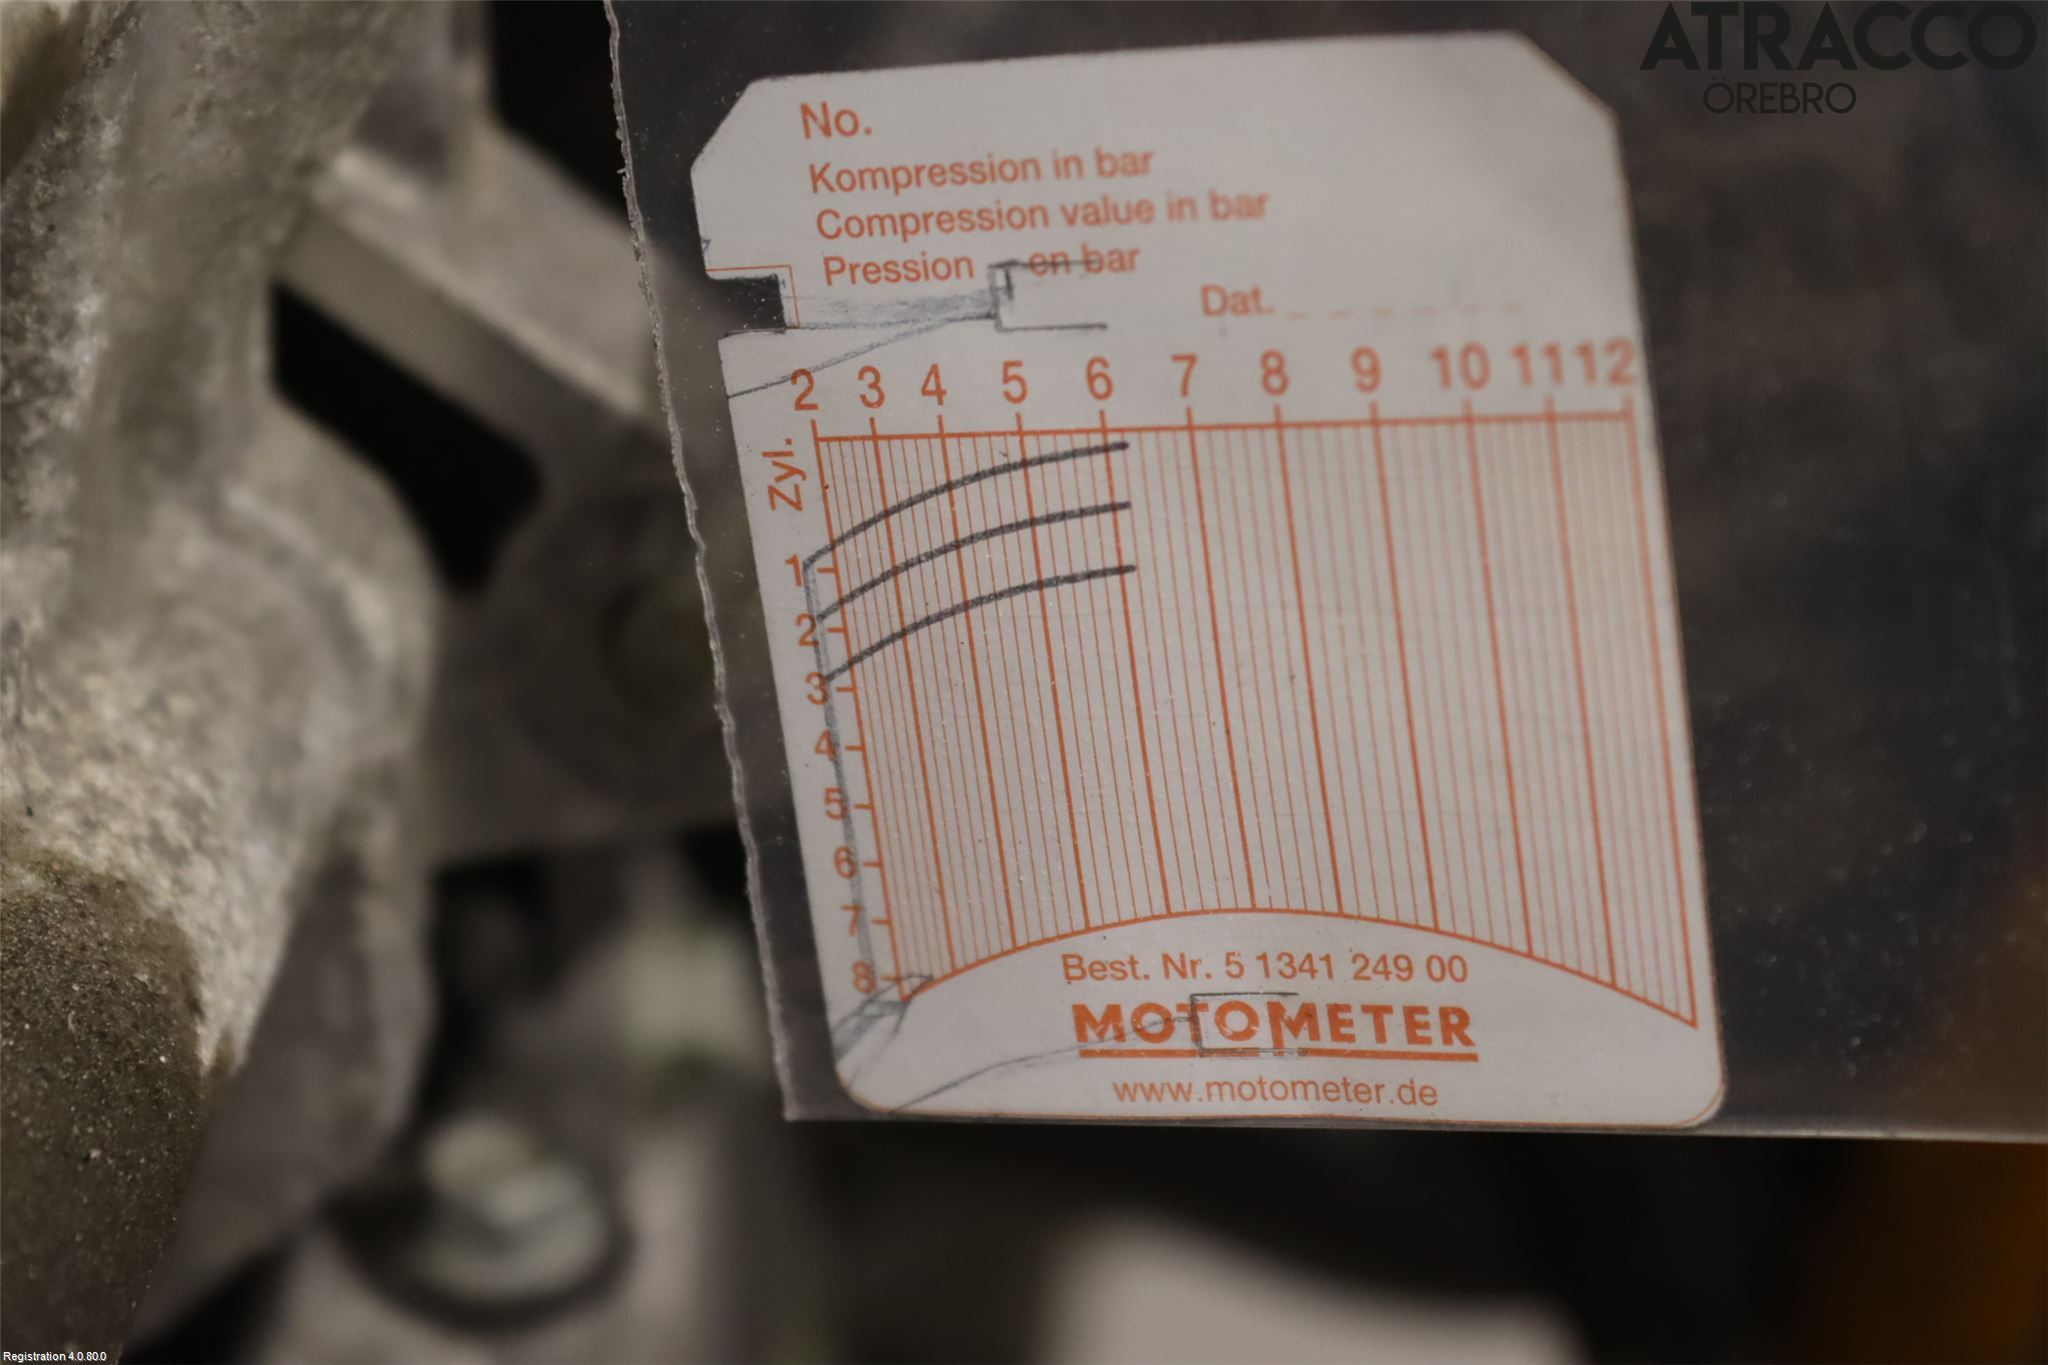 ATRACCO
ÖREBRO
No.
Kompression in bar
Compression value in bar
Pression en bar
Dat.
2 3 4 5 6 7 8 9 10 11 12
Zyl.
1
2
3
4
5
6
7
8
Best. Nr. 5 1341 249 00
MOTOMETER
www.motometer.de
Registration 4.0.80.0